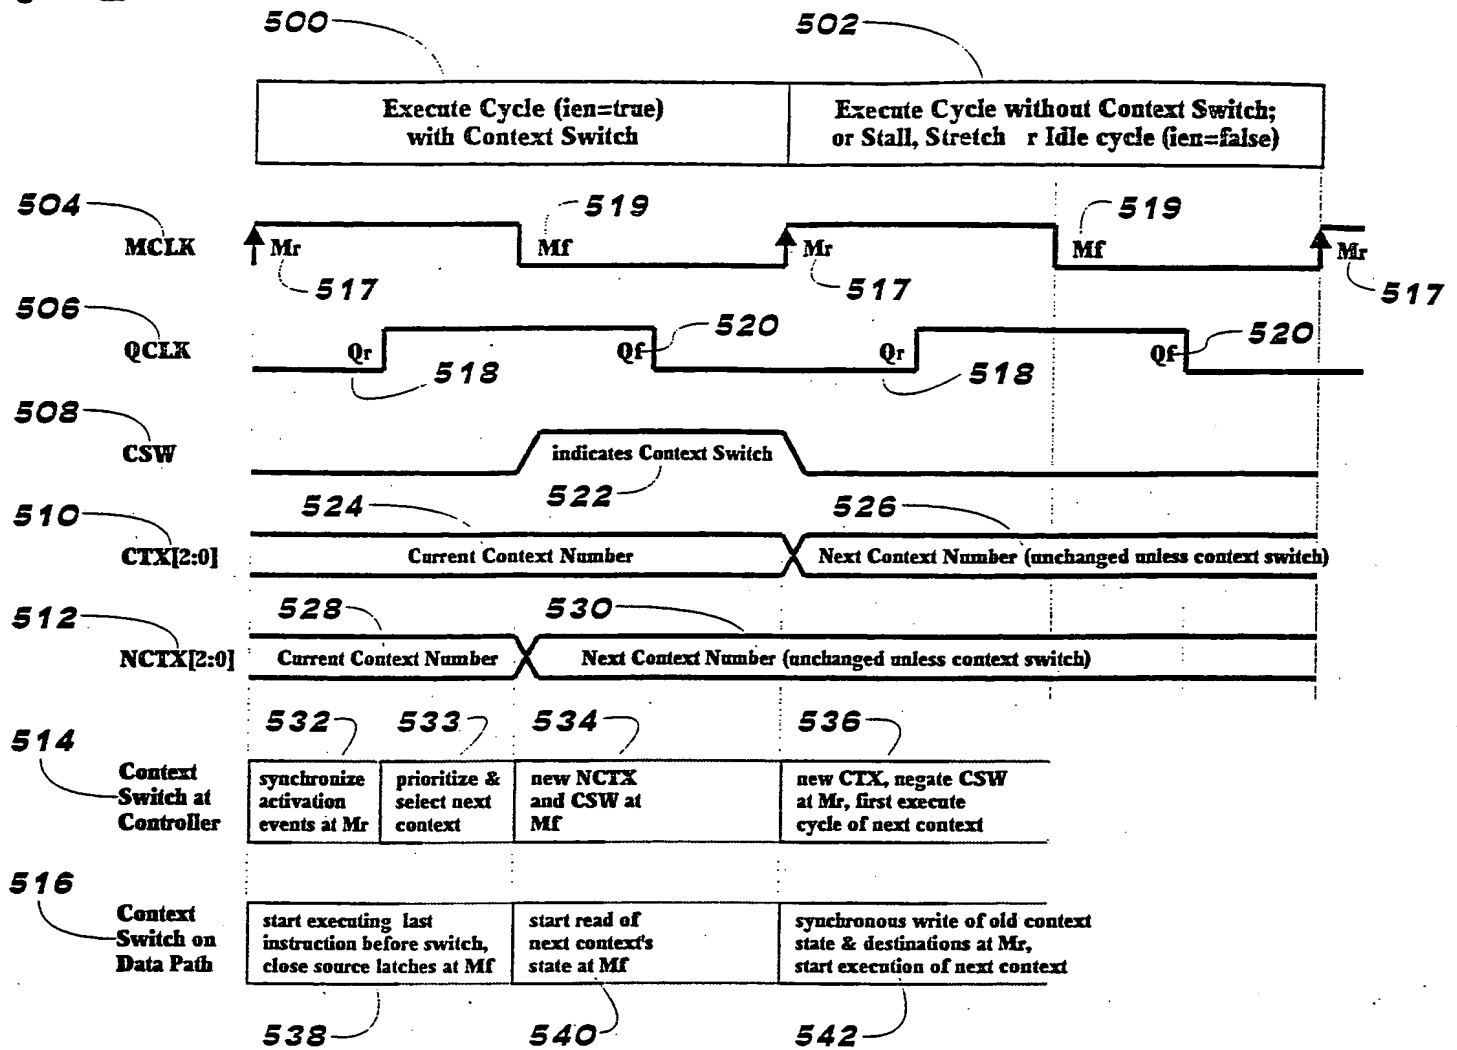 500
502
Execute Cycle (ien=true)
with Context Switch
Execute Cycle without Context Switch;
or Stall, Stretch r Idle cycle (ien=false)
504
MCLK
Mr
517
Mf
519
Mr
517
Mf
519
Mr
517
506
QCLK
Qr
518
Qf
520
Qr
518
Qf
520
508
CSW
indicates Context Switch
522
510
CTX[2:0]
524
Current Context Number
526
Next Context Number (unchanged unless context switch)
512
NCTX[2:0]
528
Current Context Number
530
Next Context Number (unchanged unless context switch)
514
Context
Switch at
Controller
532
synchronize
activation
events at Mr
533
prioritize &
select next
context
534
new NCTX
and CSW at
Mf
536
new CTX, negate CSW
at Mr, first execute
cycle of next context
516
Context
Switch on
Data Path
start executing last
instruction before switch,
close source latches at Mf
538
start read of
next context's
state at Mf
540
synchronous write of old context
state & destinations at Mr,
start execution of next context
542